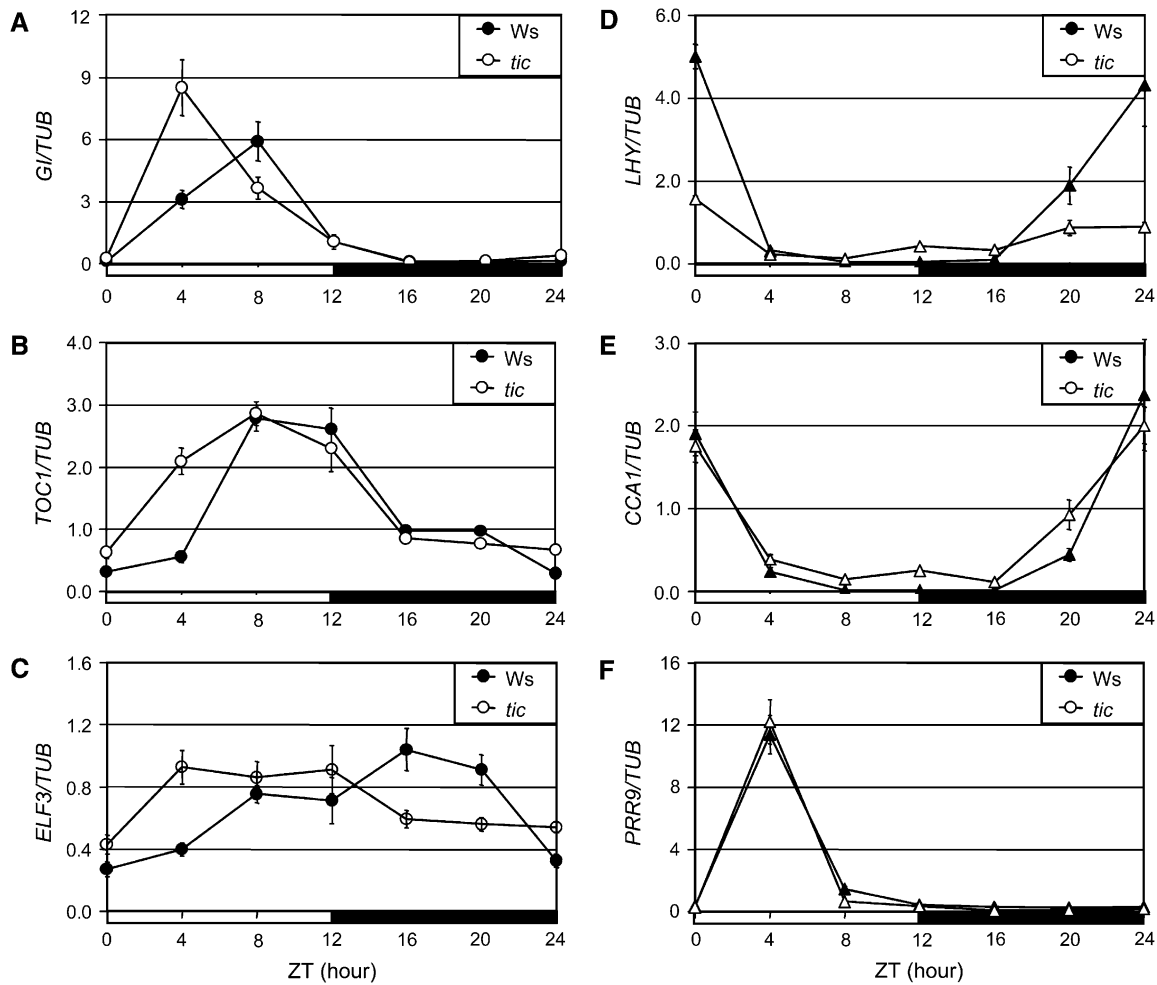 A
GI/TUB
12
9
6
3
0
Ws
tic
0 4 8 12 16 20 24
B
TOC1/TUB
4.0
3.0
2.0
1.0
0.0
Ws
tic
0 4 8 12 16 20 24
C
ELF3/TUB
1.6
1.2
0.8
0.4
0.0
Ws
tic
0 4 8 12 16 20 24
ZT (hour)
D
LHY/TUB
6.0
4.0
2.0
0.0
Ws
tic
0 4 8 12 16 20 24
E
CCA1/TUB
3.0
2.0
1.0
0.0
Ws
tic
0 4 8 12 16 20 24
F
PRR9/TUB
16
12
8
4
0
Ws
tic
0 4 8 12 16 20 24
ZT (hour)